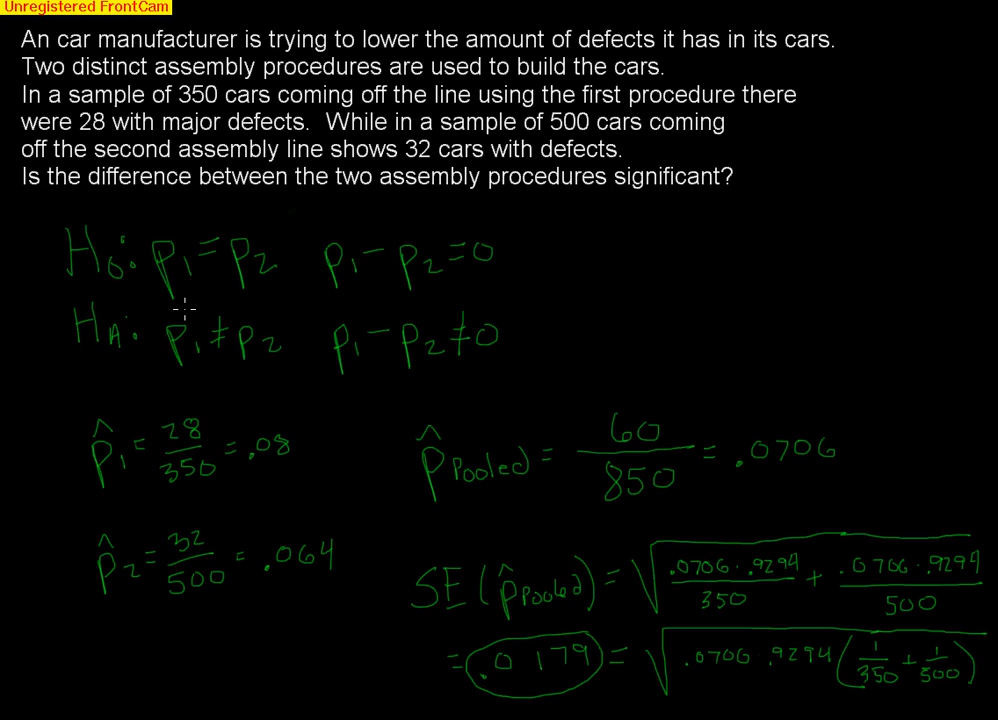 Unregistered FrontCam
An car manufacturer is trying to lower the amount of defects it has in its cars.
Two distinct assembly procedures are used to build the cars.
In a sample of 350 cars coming off the line using the first procedure there
were 28 with major defects.  While in a sample of 500 cars coming
off the second assembly line shows 32 cars with defects.
Is the difference between the two assembly procedures significant?
H₀: p₁ = p₂   p₁ − p₂ = 0
H_A: p₁ ≠ p₂   p₁ − p₂ ≠ 0
p̂₁ = 28/350 = .08
p̂_Pooled = 60/850 = .0706
p̂₂ = 32/500 = .064
SE(p̂_Pooled) = √(.0706 · .9294/350 + .0706 · .9294/500)
= .0179 = √(.0706 · .9294 (1/350 + 1/500))